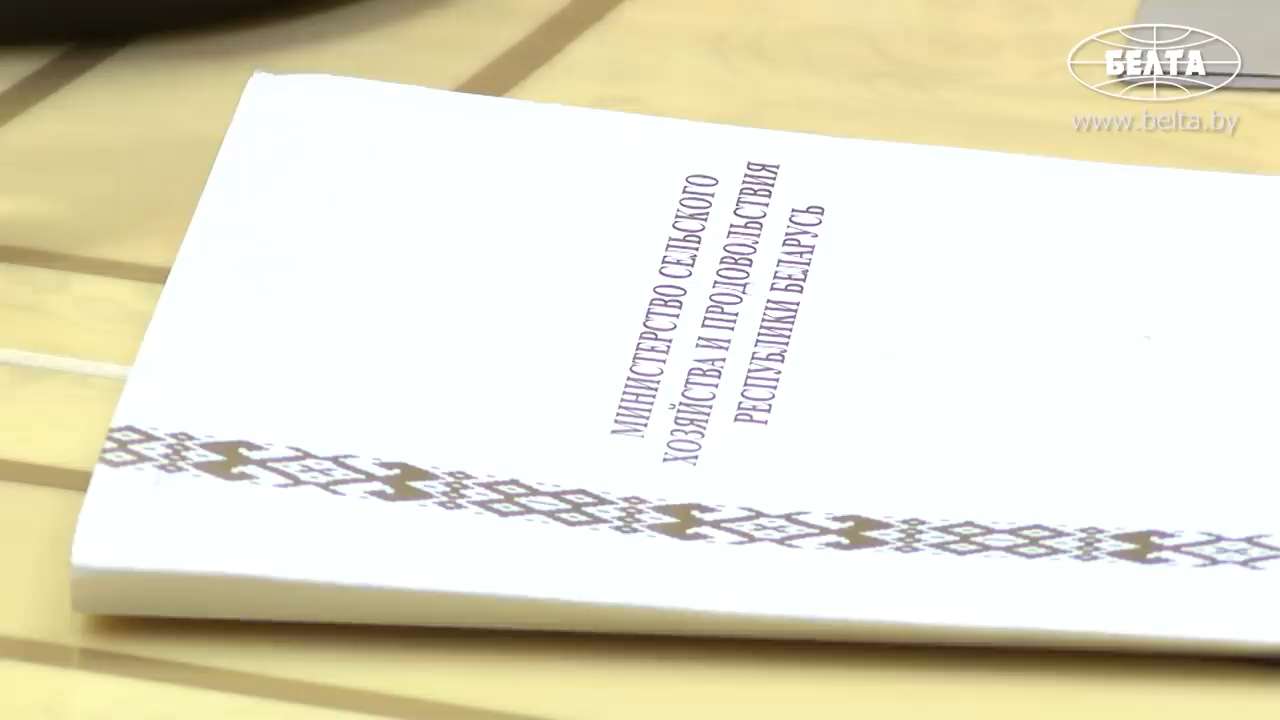 БЕЛТА
www.belta.by
МИНИСТЕРСТВО СЕЛЬСКОГО
ХОЗЯЙСТВА И ПРОДОВОЛЬСТВИЯ
РЕСПУБЛИКИ БЕЛАРУСЬ